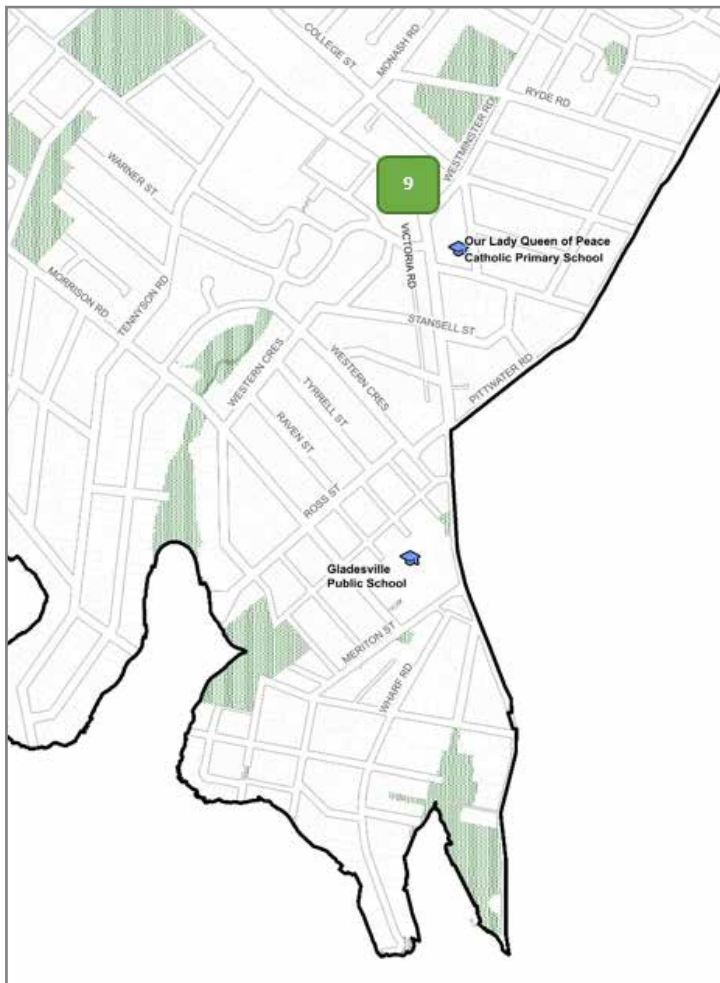 COLLEGE ST
MONASH RD
RYDE RD
WESTMINSTER RD
WARNER ST
9
VICTORIA RD
Our Lady Queen of Peace
Catholic Primary School
MORRISON RD
TENNYSON RD
STANSELL ST
WESTERN CRES
WESTERN CRES
PITTWATER RD
TYRRELL ST
RAVEN ST
ROSS ST
Gladesville
Public School
MERITON ST
WHARF RD